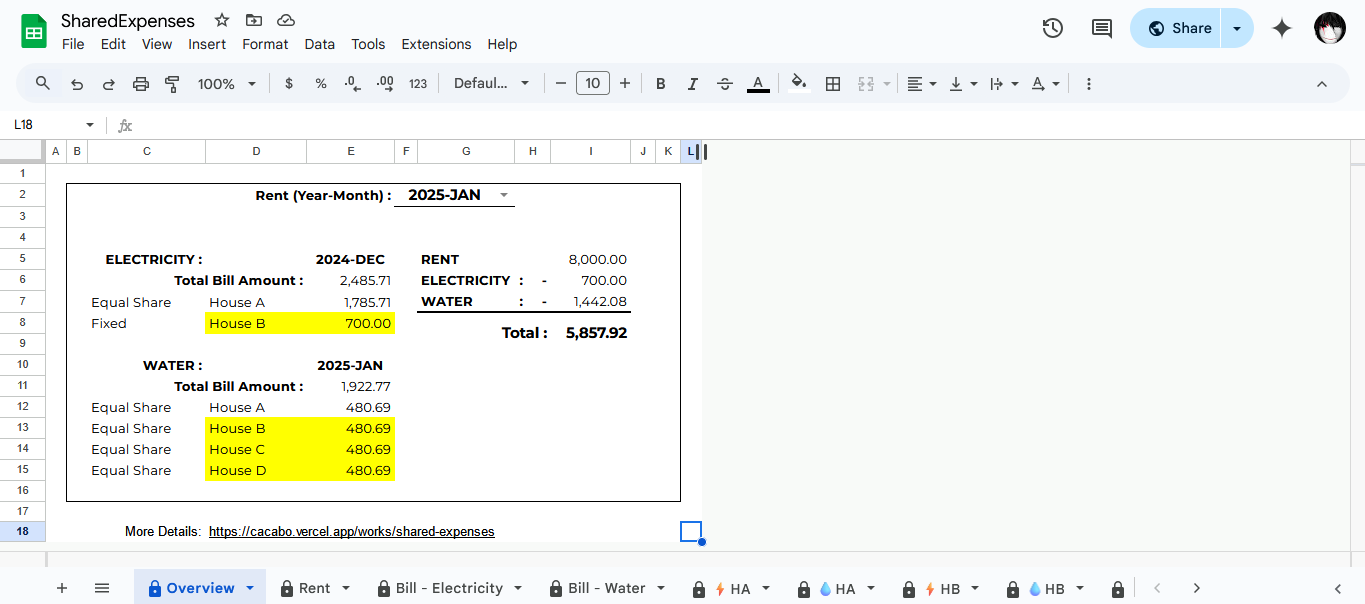 SharedExpenses
File Edit View Insert Format Data Tools Extensions Help
Share
100% $ % .0 .00 123 Defaul... − 10 + B I S A
L18 fx
A B C D E F G H I J K L
1
2 Rent (Year-Month) : 2025-JAN
3
4
5 ELECTRICITY : 2024-DEC RENT 8,000.00
6 Total Bill Amount : 2,485.71 ELECTRICITY : - 700.00
7 Equal Share House A 1,785.71 WATER : - 1,442.08
8 Fixed House B 700.00
9 Total : 5,857.92
10 WATER : 2025-JAN
11 Total Bill Amount : 1,922.77
12 Equal Share House A 480.69
13 Equal Share House B 480.69
14 Equal Share House C 480.69
15 Equal Share House D 480.69
16
17
18 More Details: https://cacabo.vercel.app/works/shared-expenses
+ Overview Rent Bill - Electricity Bill - Water HA HA HB HB